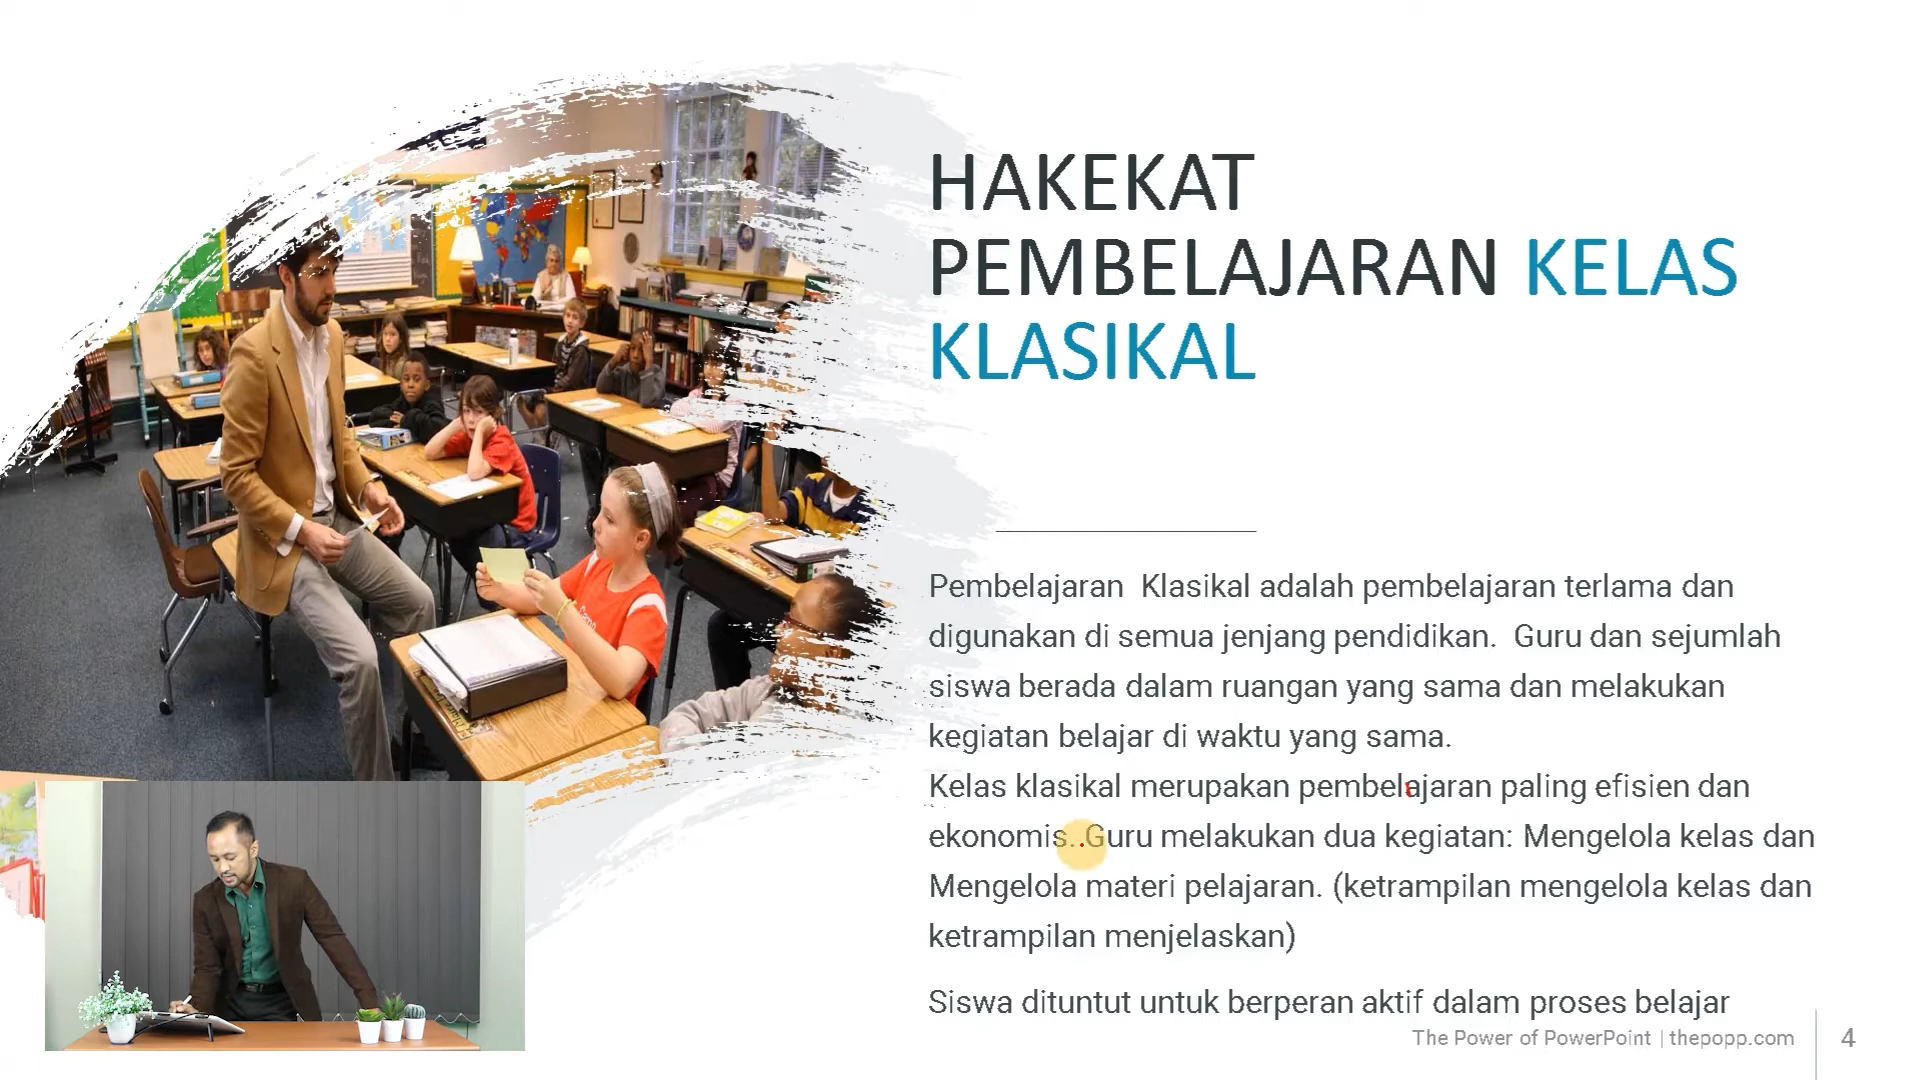 HAKEKAT
PEMBELAJARAN KELAS
KLASIKAL
Pembelajaran Klasikal adalah pembelajaran terlama dan
digunakan di semua jenjang pendidikan. Guru dan sejumlah
siswa berada dalam ruangan yang sama dan melakukan
kegiatan belajar di waktu yang sama.
Kelas klasikal merupakan pembelajaran paling efisien dan
ekonomis. Guru melakukan dua kegiatan: Mengelola kelas dan
Mengelola materi pelajaran. (ketrampilan mengelola kelas dan
ketrampilan menjelaskan)
Siswa dituntut untuk berperan aktif dalam proses belajar
The Power of PowerPoint | thepopp.com
4